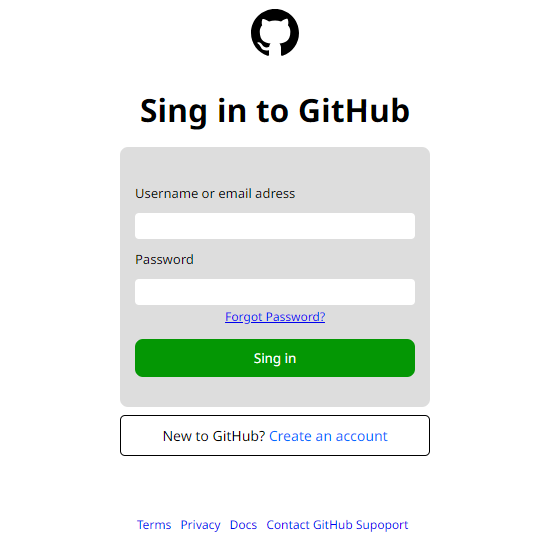 Sing in to GitHub
Username or email adress
Password
Forgot Password?
Sing in
New to GitHub? Create an account
Terms Privacy Docs Contact GitHub Supoport